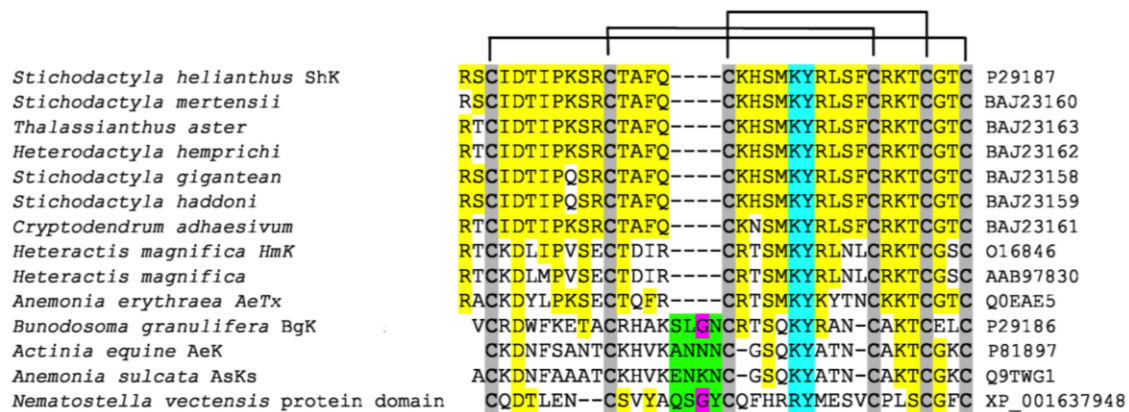 Stichodactyla helianthus ShK RSCIDTIPKSRCTAFQ----CKHSMKYRLSFCRKTCGTC P29187
Stichodactyla mertensii RSCIDTIPKSRCTAFQ----CKHSMKYRLSFCRKTCGTC BAJ23160
Thalassianthus aster RTCIDTIPKSRCTAFQ----CKHSMKYRLSFCRKTCGTC BAJ23163
Heterodactyla hemprichi RTCIDTIPKSRCTAFQ----CKHSMKYRLSFCRKTCGTC BAJ23162
Stichodactyla gigantean RSCIDTIPQSRCTAFQ----CKHSMKYRLSFCRKTCGTC BAJ23158
Stichodactyla haddoni RSCIDTIPQSRCTAFQ----CKHSMKYRLSFCRKTCGTC BAJ23159
Cryptodendrum adhaesivum RTCIDTIPKSRCTAFQ----CKNSMKYRLSFCRKTCGTC BAJ23161
Heteractis magnifica HmK RTCKDLIPVSECTDIR----CRTSMKYRLNLCRKTCGSC O16846
Heteractis magnifica RTCKDLMPVSECTDIR----CRTSMKYRLNLCRKTCGSC AAB97830
Anemonia erythraea AeTx RACKDYLPKSECTQFR----CRTSMKYKYTNCKKTCGTC Q0EAE5
Bunodosoma granulifera BgK VCRDWFKETACRHAKSLGNCRTSQKYRAN-CAKTCELC P29186
Actinia equine AeK CKDNFSANTCKHVKANNNC-GSQKYATN-CAKTCGKC P81897
Anemonia sulcata AsKs ACKDNFAAATCKHVKENKNC-GSQKYATN-CAKTCGKC Q9TWG1
Nematostella vectensis protein domain CQDTLEN--CSVYAQSGYCQFHRRYMESVCPLSCGFC XP_001637948